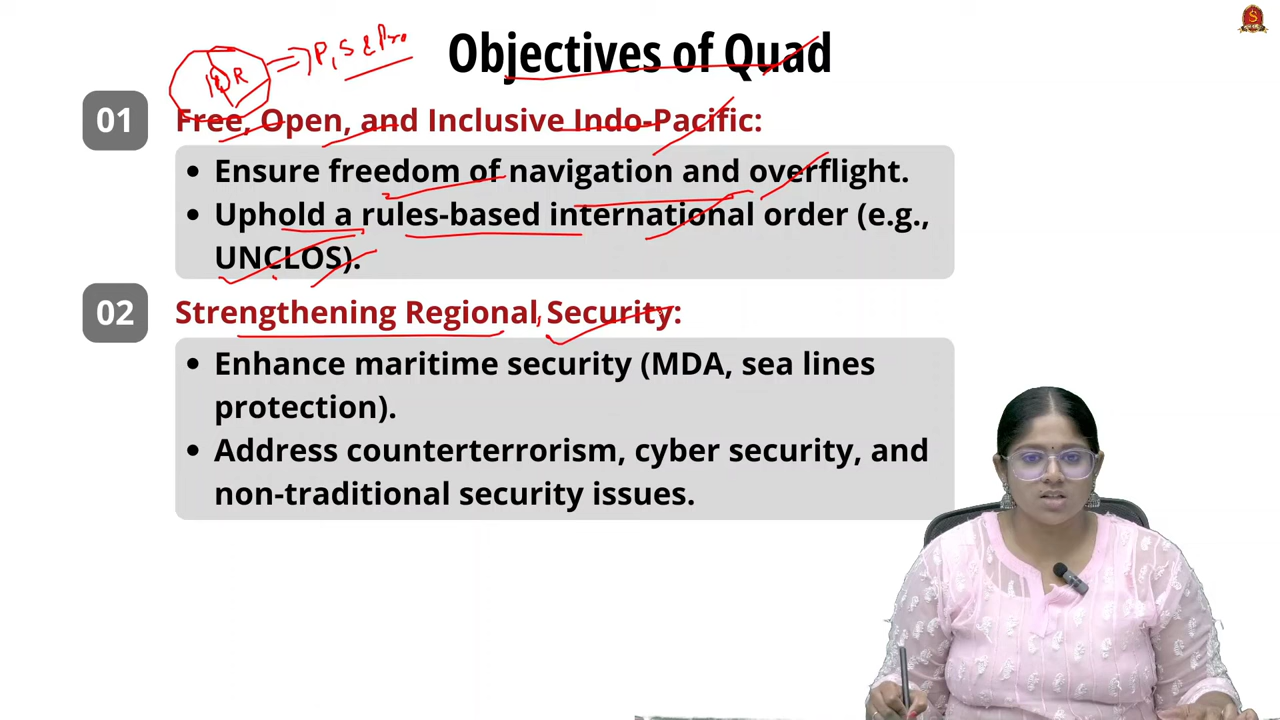 Objectives of Quad
P, S & Pro
R
01
Free, Open, and Inclusive Indo-Pacific:
• Ensure freedom of navigation and overflight.
• Uphold a rules-based international order (e.g.,
UNCLOS).
02
Strengthening Regional Security:
• Enhance maritime security (MDA, sea lines
protection).
• Address counterterrorism, cyber security, and
non-traditional security issues.